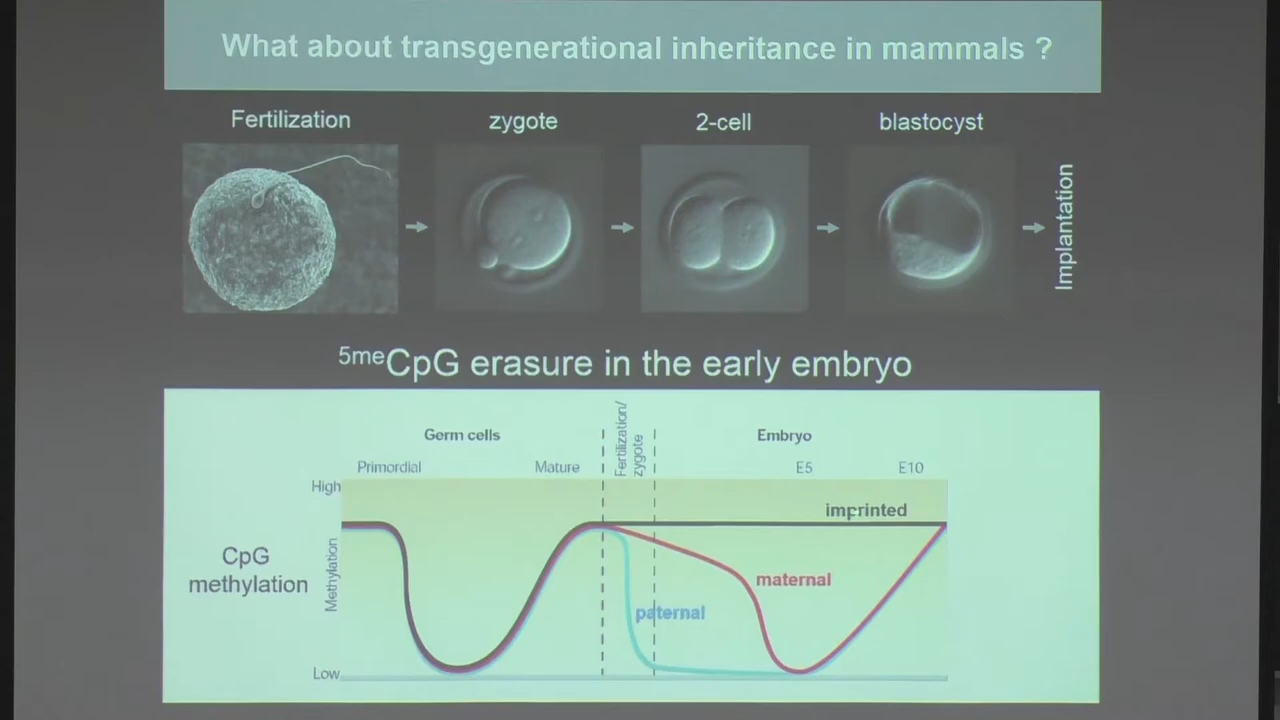 What about transgenerational inheritance in mammals ?
Fertilization
zygote
2-cell
blastocyst
Implantation
5meCpG erasure in the early embryo
Germ cells
Fertilization/
zygote
Embryo
Primordial
Mature
E5
E10
High
imprinted
CpG
methylation
Methylation
maternal
paternal
Low